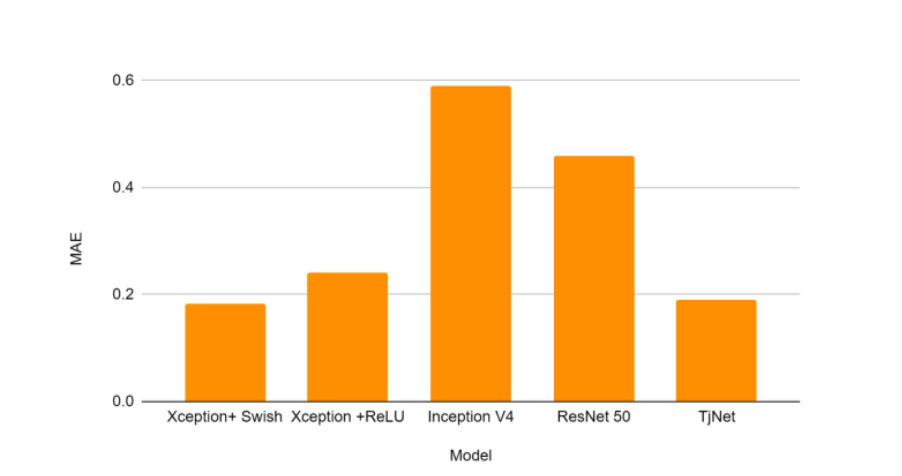 0.6
0.4
MAE
0.2
0.0
Xception+ Swish Xception +ReLU Inception V4 ResNet 50 TjNet
Model